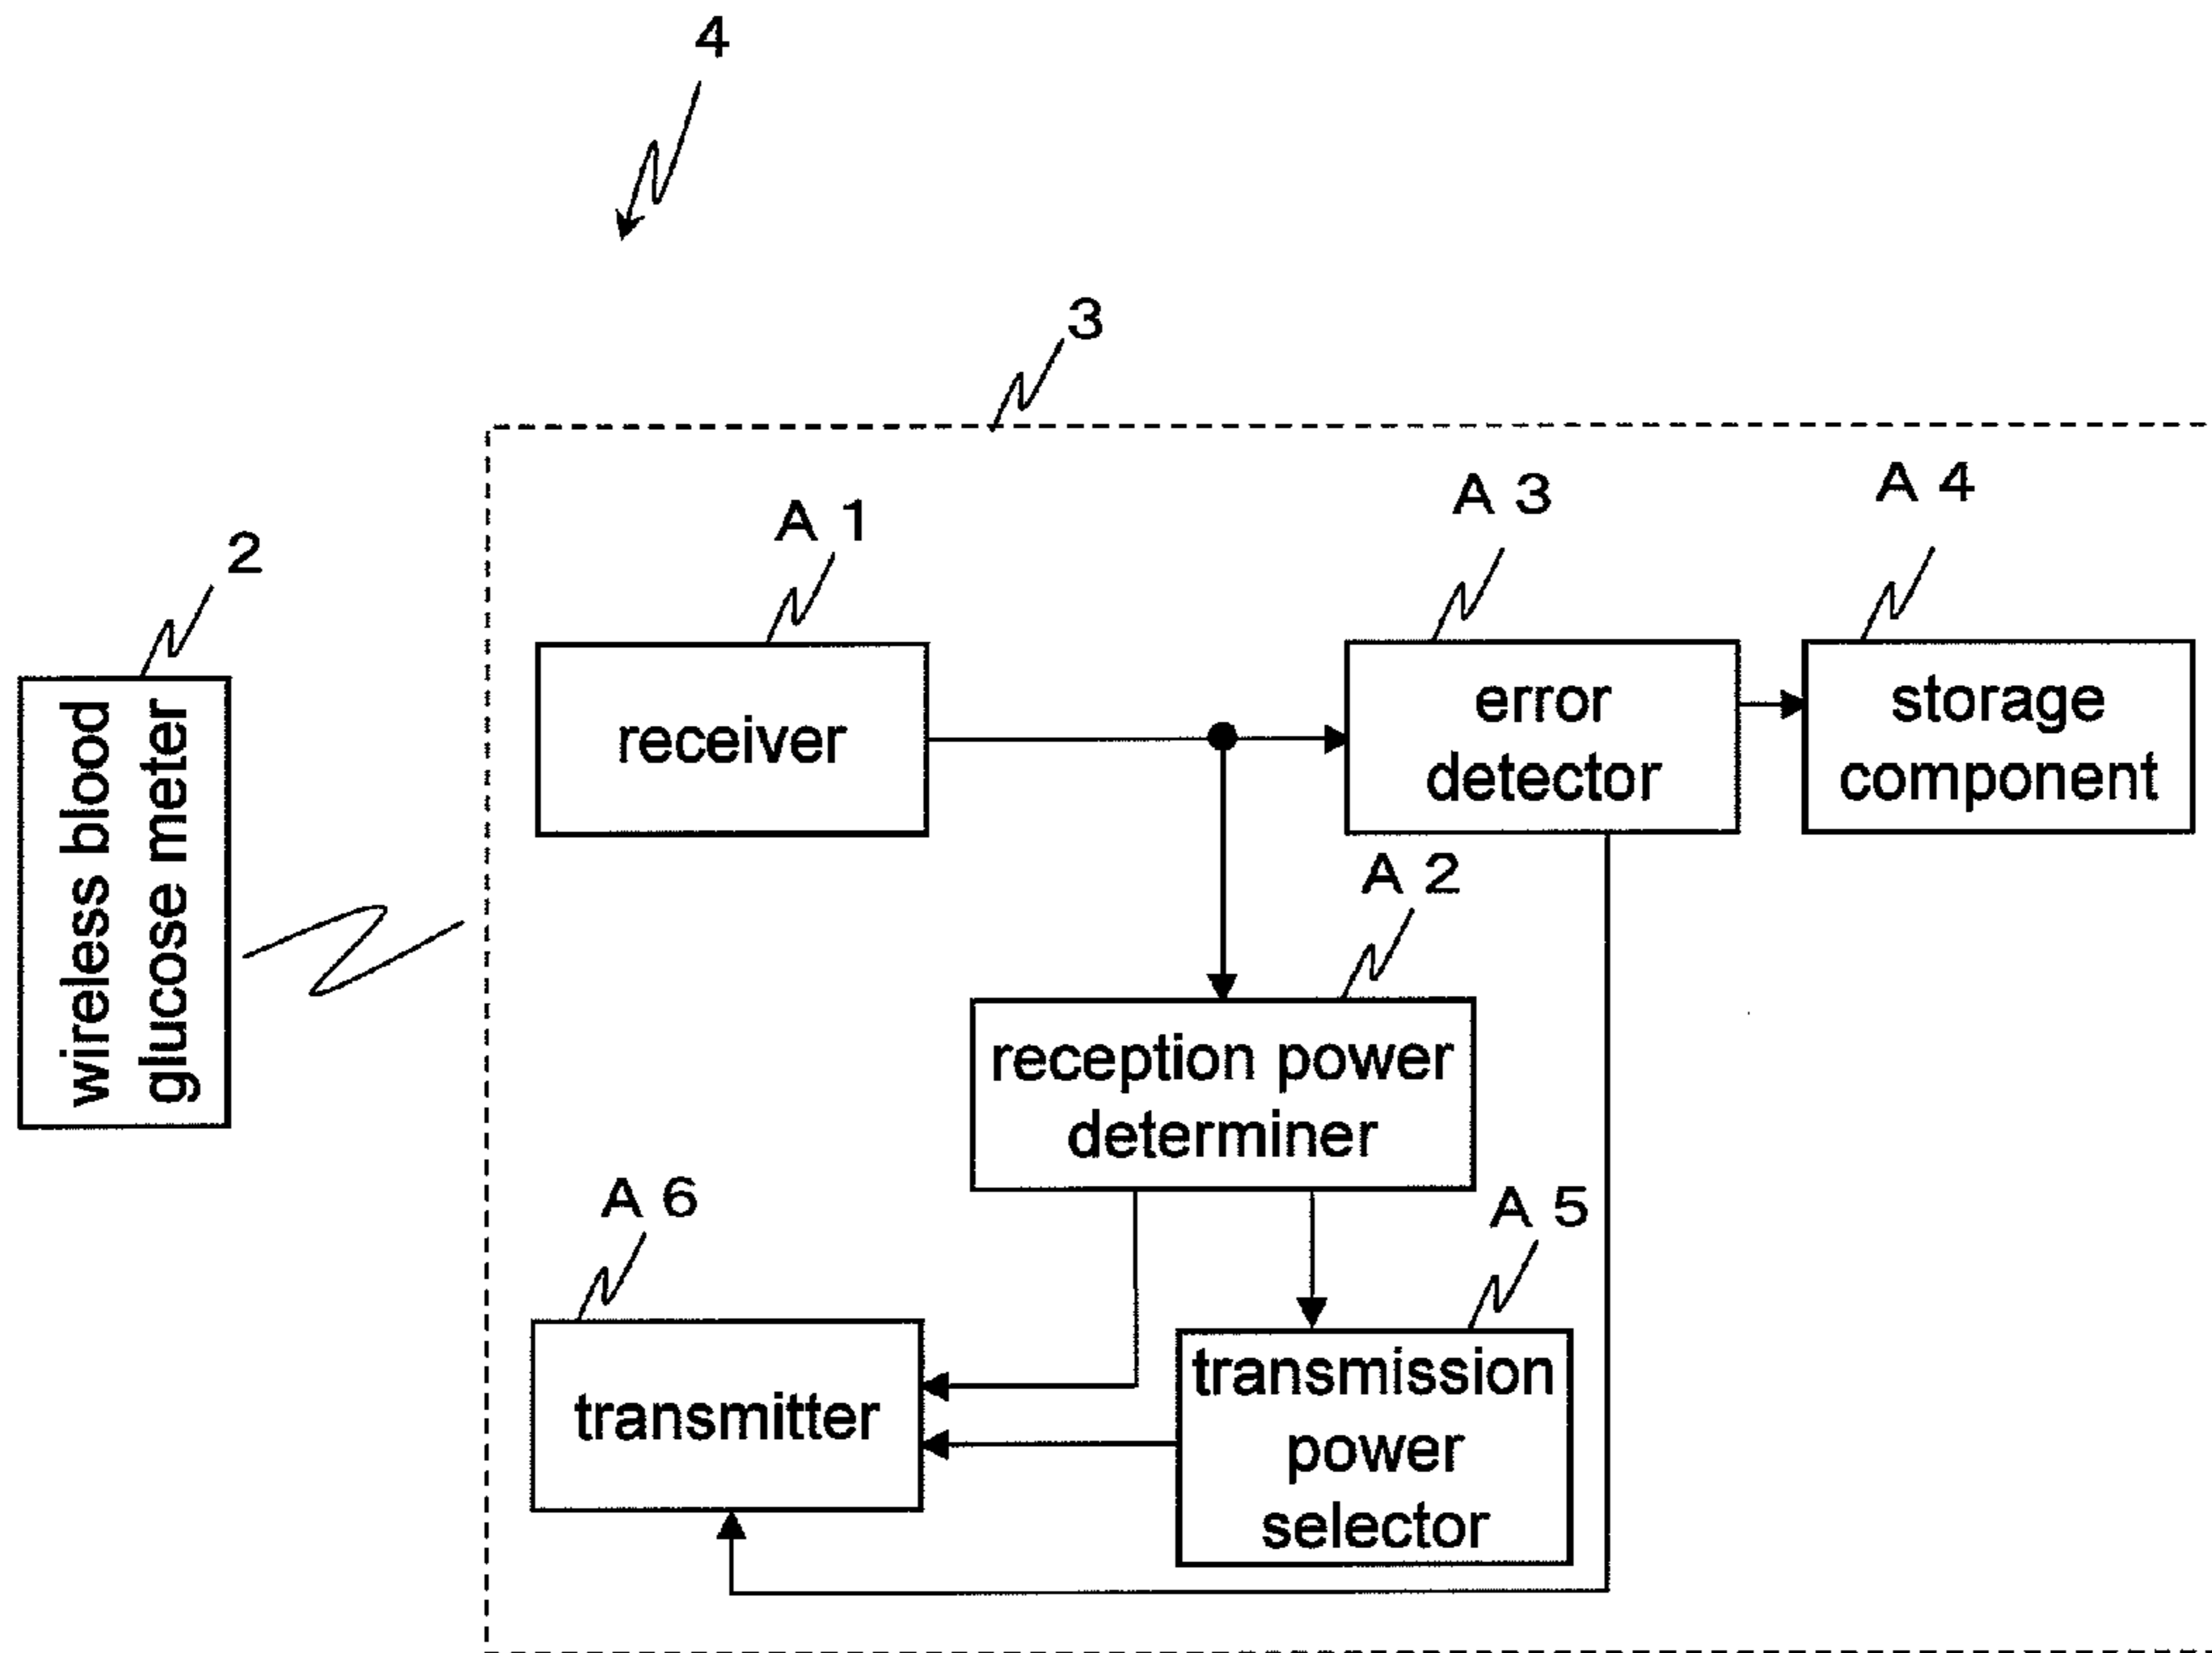 4
3
2
A 1
A 3
A 4
wireless blood
glucose meter
receiver
error
detector
storage
component
A 2
reception power
determiner
A 6
A 5
transmitter
transmission
power
selector